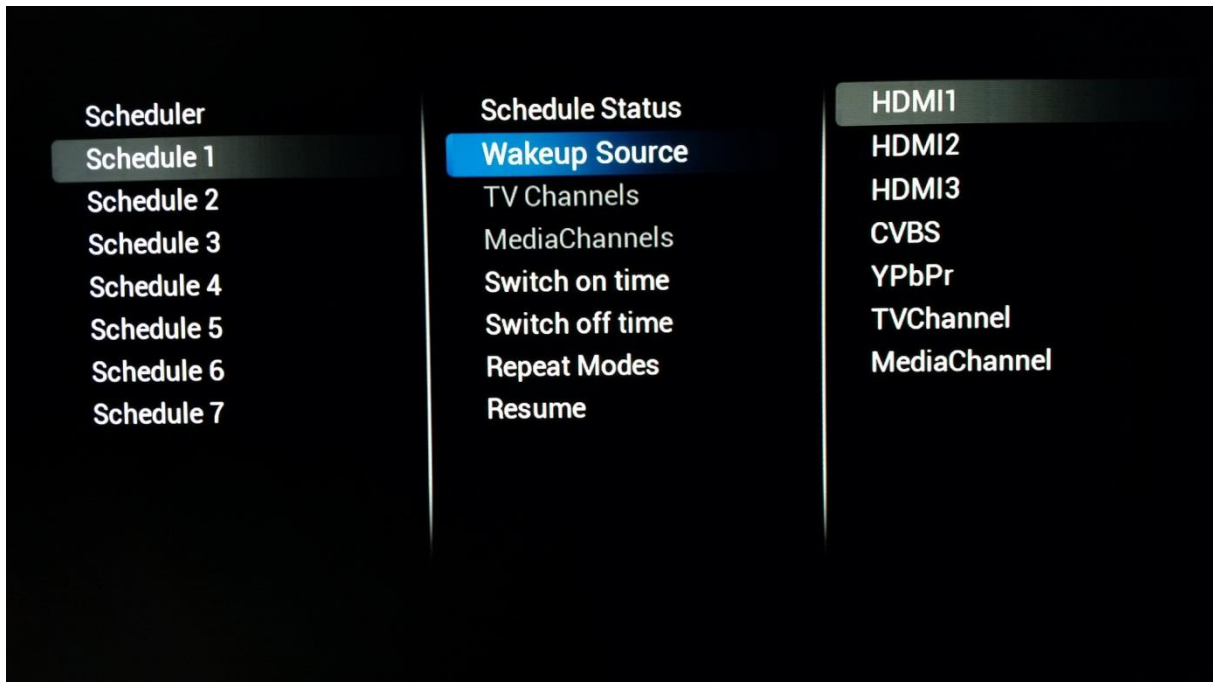 Scheduler
Schedule 1
Schedule 2
Schedule 3
Schedule 4
Schedule 5
Schedule 6
Schedule 7
Schedule Status
Wakeup Source
TV Channels
MediaChannels
Switch on time
Switch off time
Repeat Modes
Resume
HDMI1
HDMI2
HDMI3
CVBS
YPbPr
TVChannel
MediaChannel